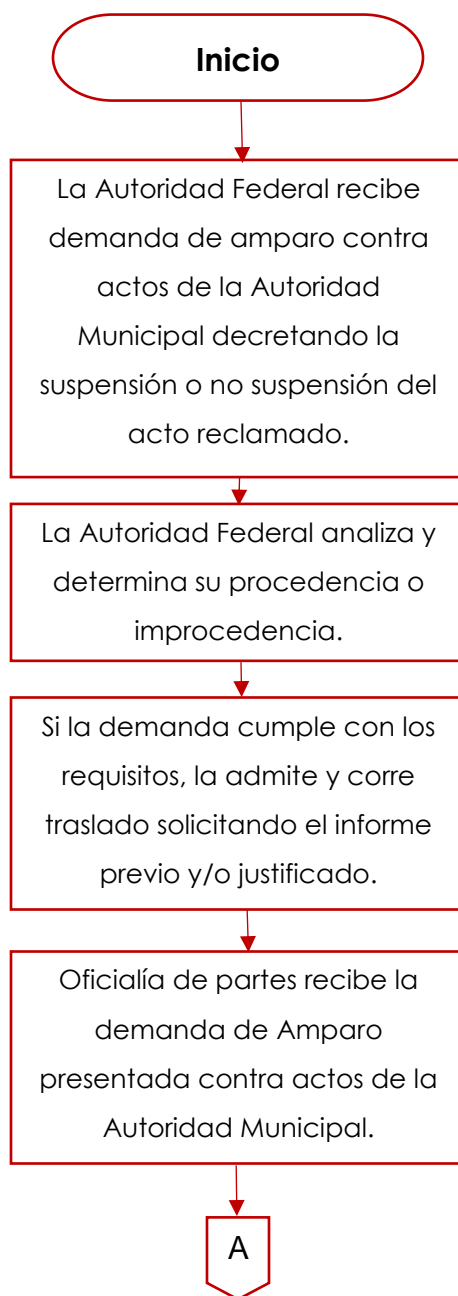 Inicio
La Autoridad Federal recibe
demanda de amparo contra
actos de la Autoridad
Municipal decretando la
suspensión o no suspensión del
acto reclamado.
La Autoridad Federal analiza y
determina su procedencia o
improcedencia.
Si la demanda cumple con los
requisitos, la admite y corre
traslado solicitando el informe
previo y/o justificado.
Oficialía de partes recibe la
demanda de Amparo
presentada contra actos de la
Autoridad Municipal.
A